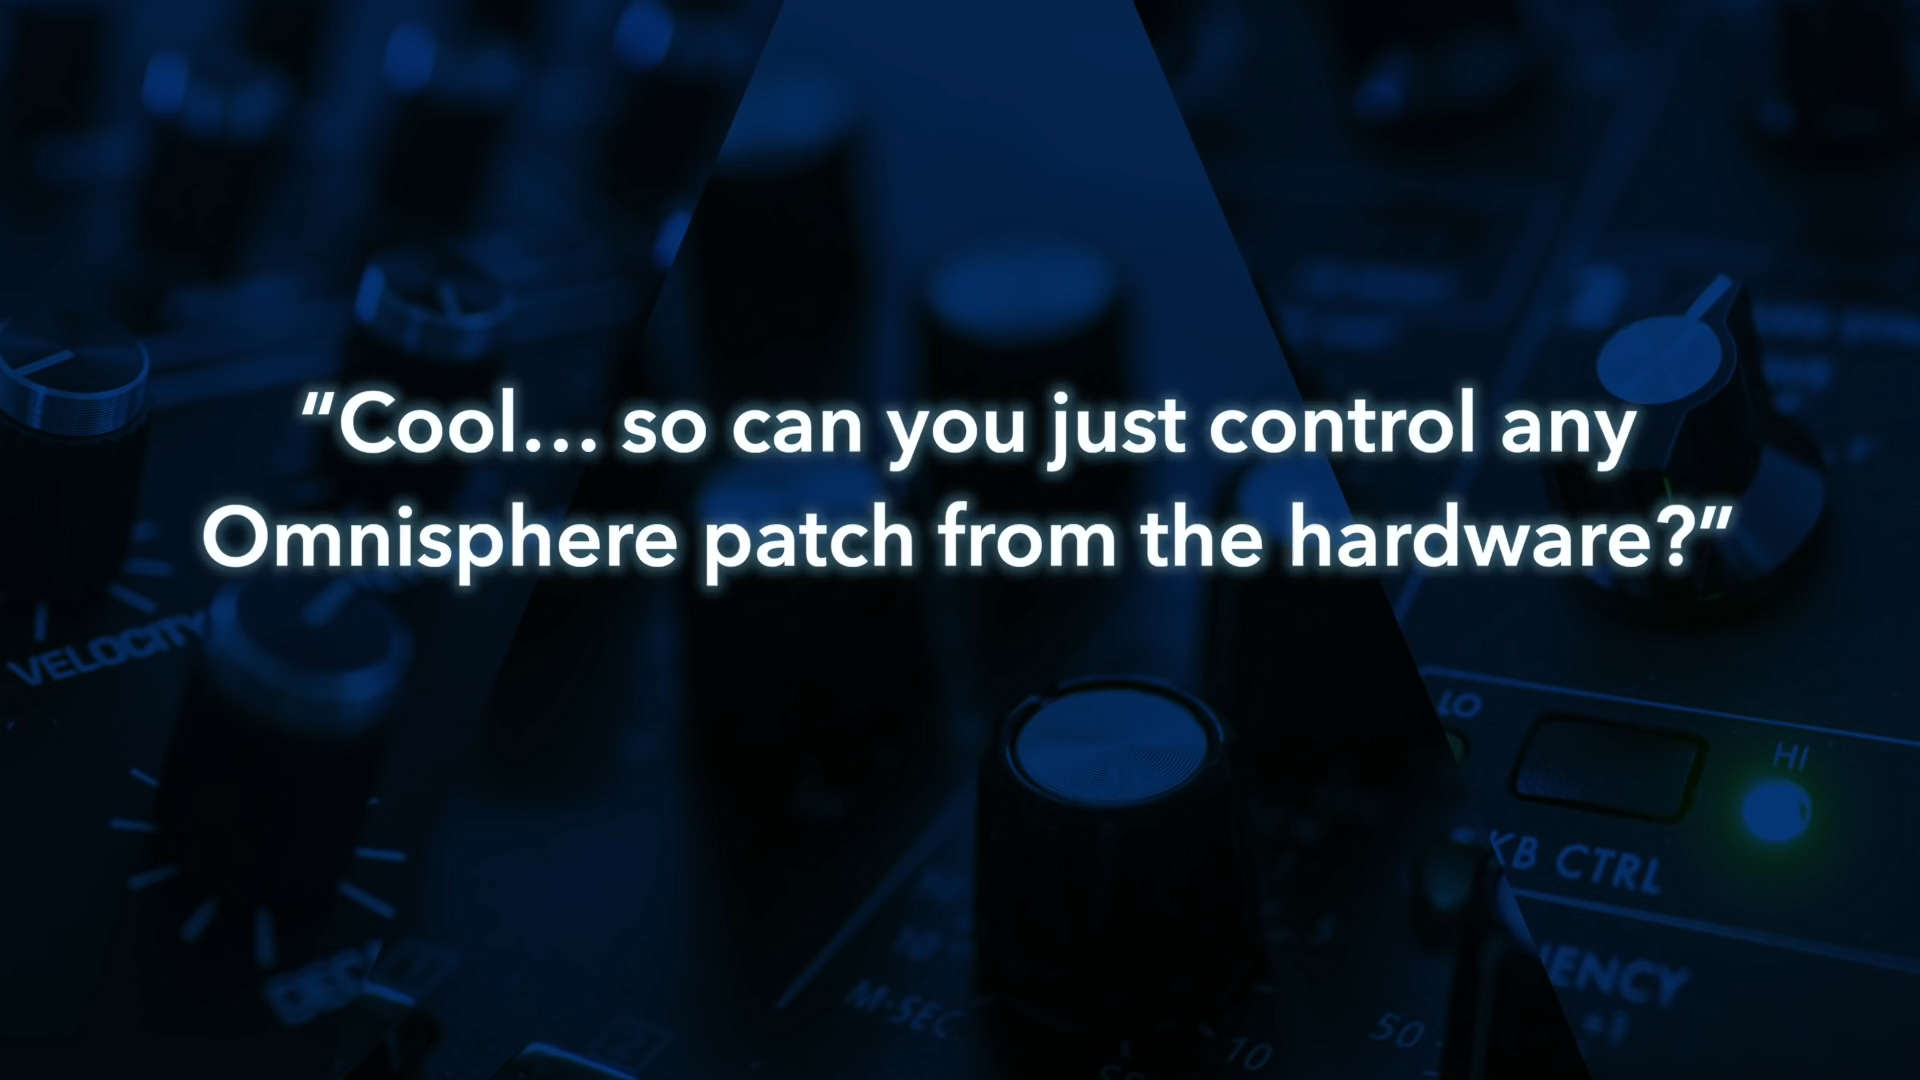 “Cool... so can you just control any
Omnisphere patch from the hardware?”
VELOCITY
LO
HI
KB CTRL
M-SEC
10
50